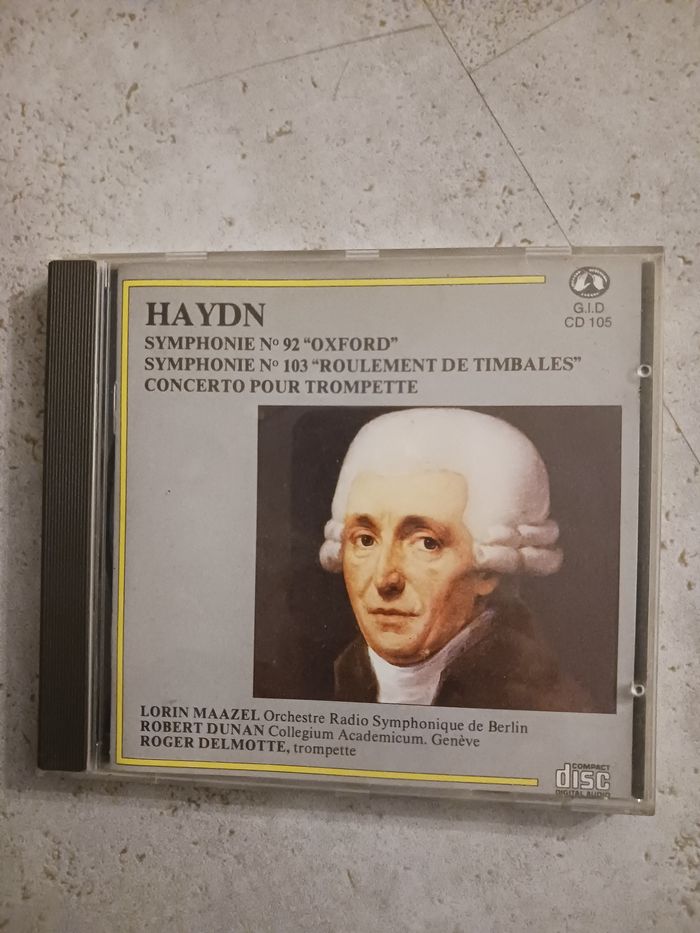 HAYDN
SYMPHONIE Nº 92 “OXFORD”
SYMPHONIE Nº 103 “ROULEMENT DE TIMBALES”
CONCERTO POUR TROMPETTE
G.I.D
CD 105
LORIN MAAZEL Orchestre Radio Symphonique de Berlin
ROBERT DUNAN Collegium Academicum. Genève
ROGER DELMOTTE, trompette
COMPACT
disc
DIGITAL AUDIO